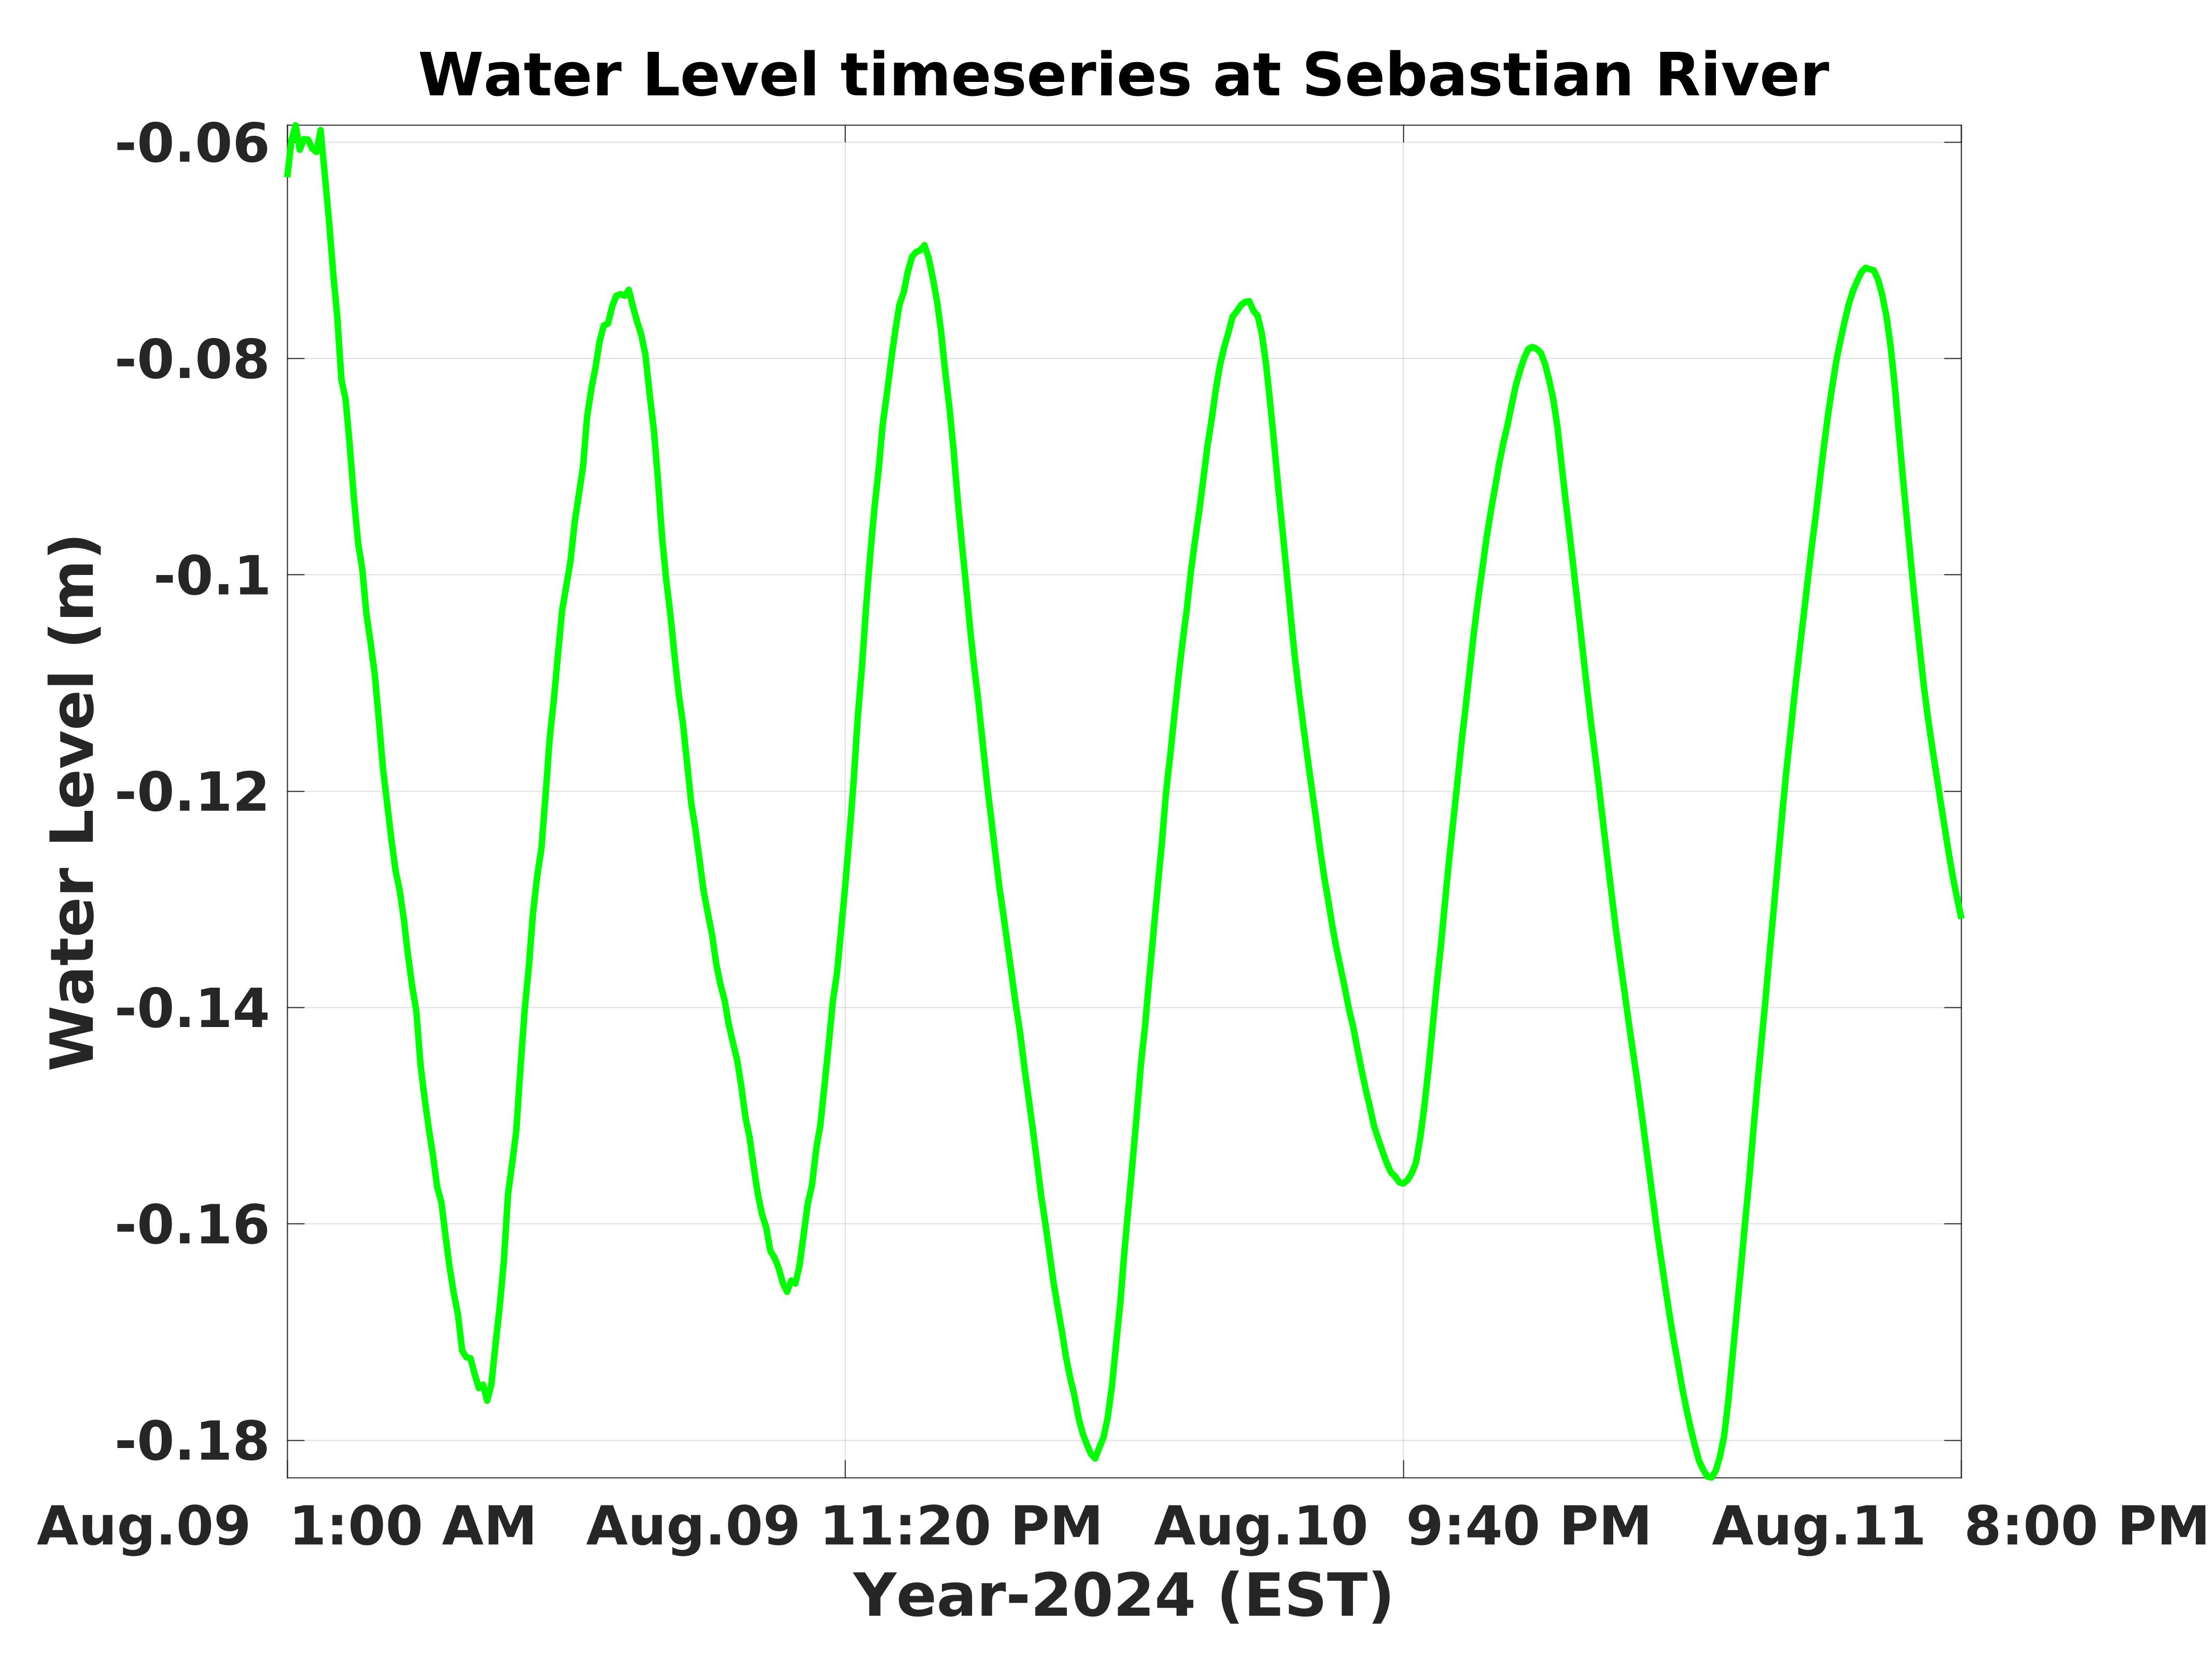 Water Level timeseries at Sebastian River
Water Level (m)
-0.06
-0.08
-0.1
-0.12
-0.14
-0.16
-0.18
Aug.09  1:00 AM
Aug.09 11:20 PM
Aug.10  9:40 PM
Aug.11  8:00 PM
Year-2024 (EST)